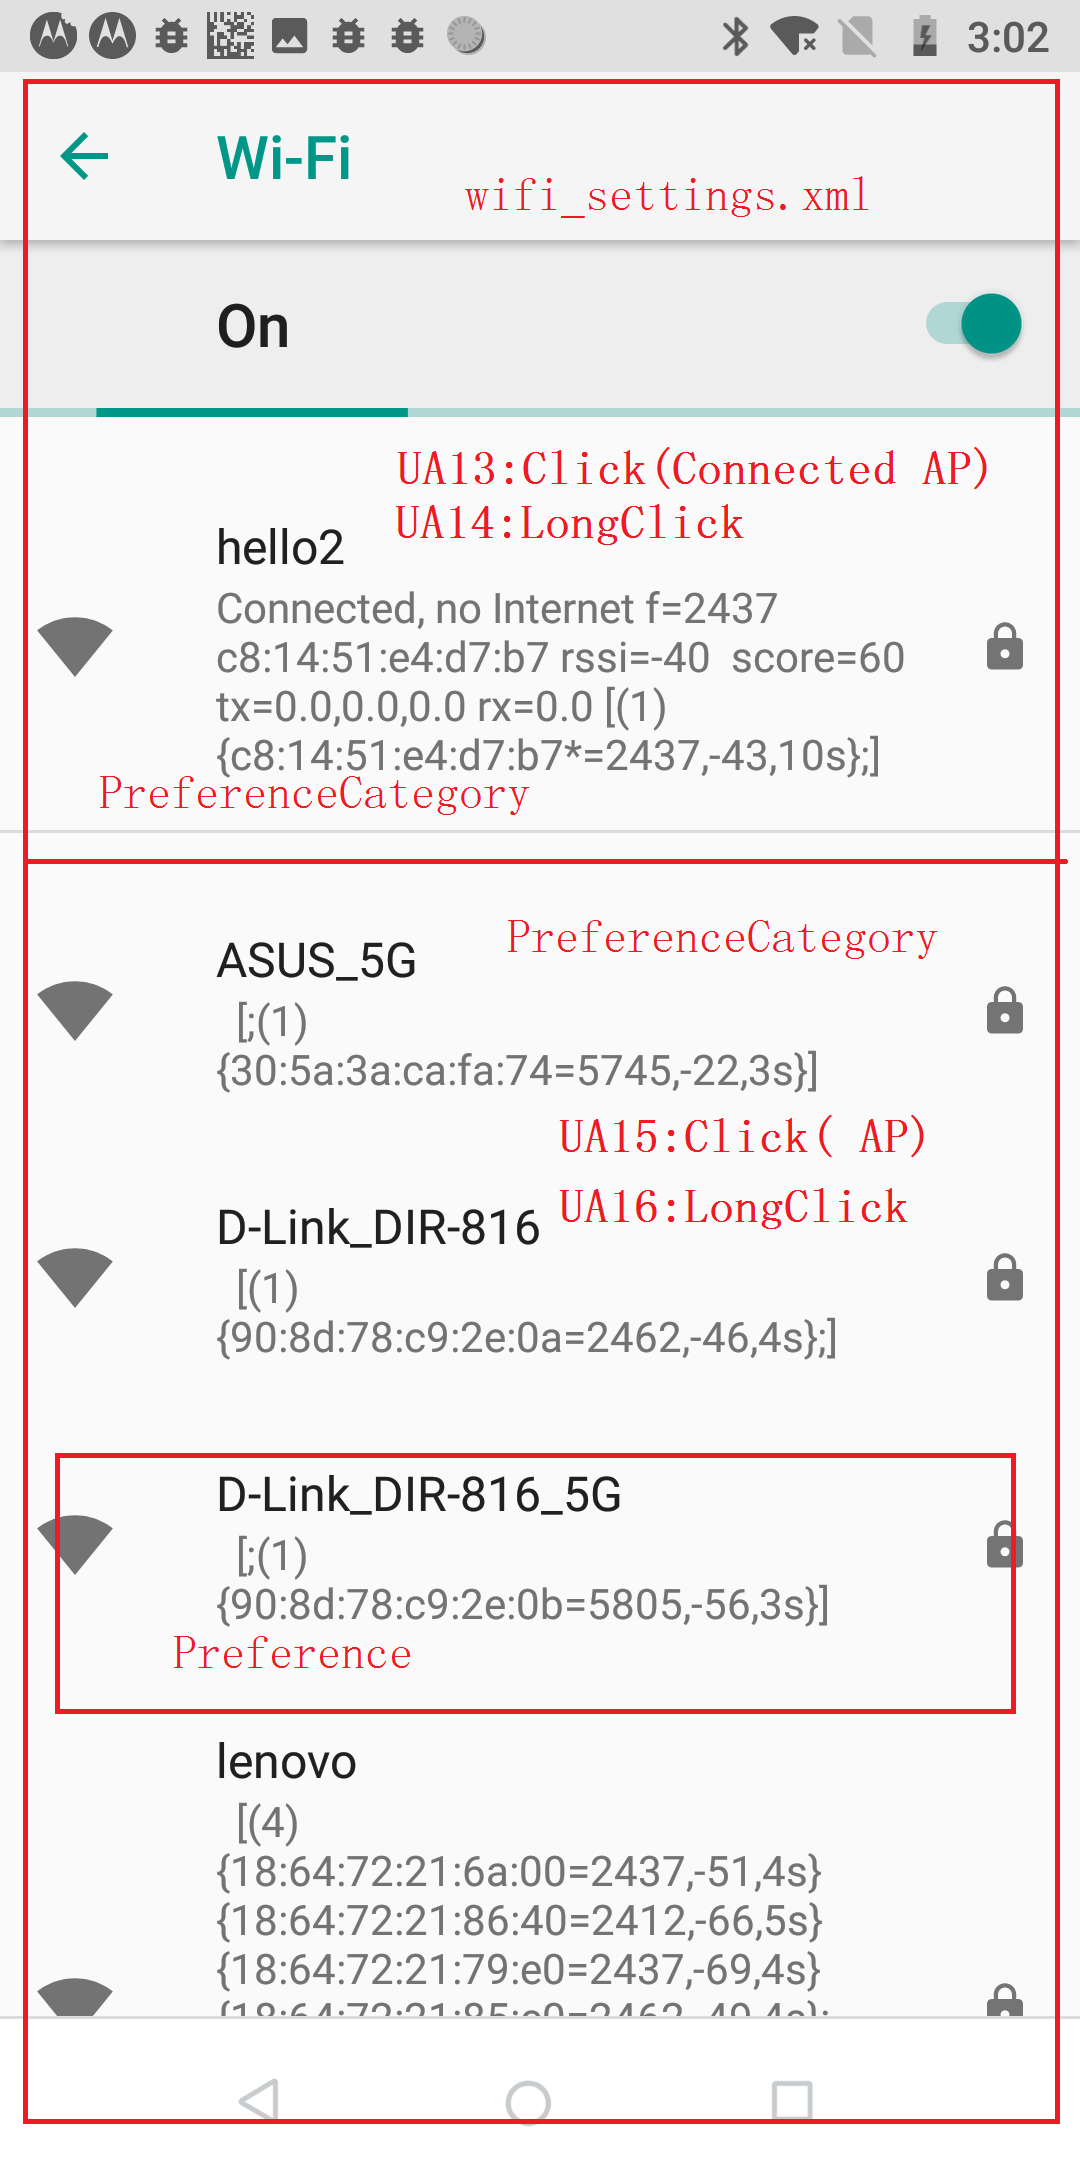 3:02
Wi-Fi
wifi_settings.xml
On
UA13:Click(Connected AP)
UA14:LongClick
hello2
Connected, no Internet f=2437
c8:14:51:e4:d7:b7 rssi=-40  score=60
tx=0.0,0.0,0.0 rx=0.0 [(1)
{c8:14:51:e4:d7:b7*=2437,-43,10s};]
PreferenceCategory
PreferenceCategory
ASUS_5G
[;(1)
{30:5a:3a:ca:fa:74=5745,-22,3s}]
UA15:Click( AP)
UA16:LongClick
D-Link_DIR-816
[(1)
{90:8d:78:c9:2e:0a=2462,-46,4s};]
D-Link_DIR-816_5G
[;(1)
{90:8d:78:c9:2e:0b=5805,-56,3s}]
Preference
lenovo
[(4)
{18:64:72:21:6a:00=2437,-51,4s}
{18:64:72:21:86:40=2412,-66,5s}
{18:64:72:21:79:e0=2437,-69,4s}